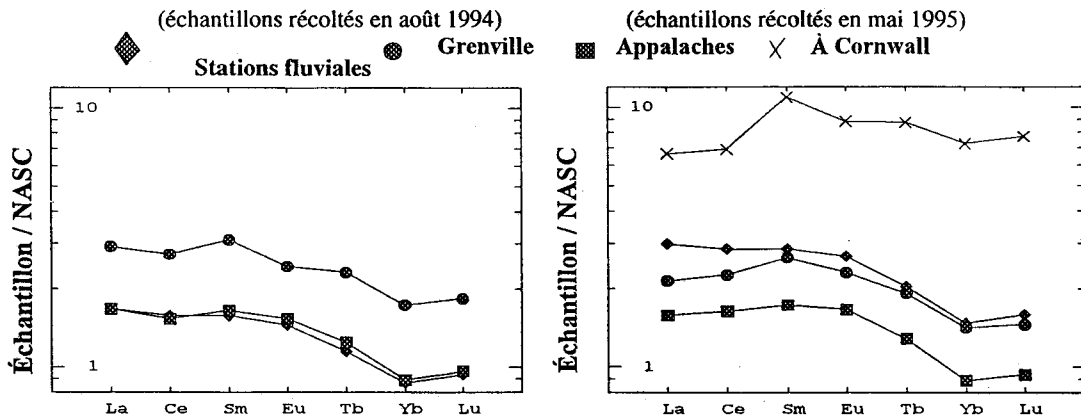 (échantillons récoltés en août 1994) (échantillons récoltés en mai 1995)
Stations fluviales Grenville Appalaches À Cornwall
Échantillon / NASC
10
1
La Ce Sm Eu Tb Yb Lu
Échantillon / NASC
10
1
La Ce Sm Eu Tb Yb Lu